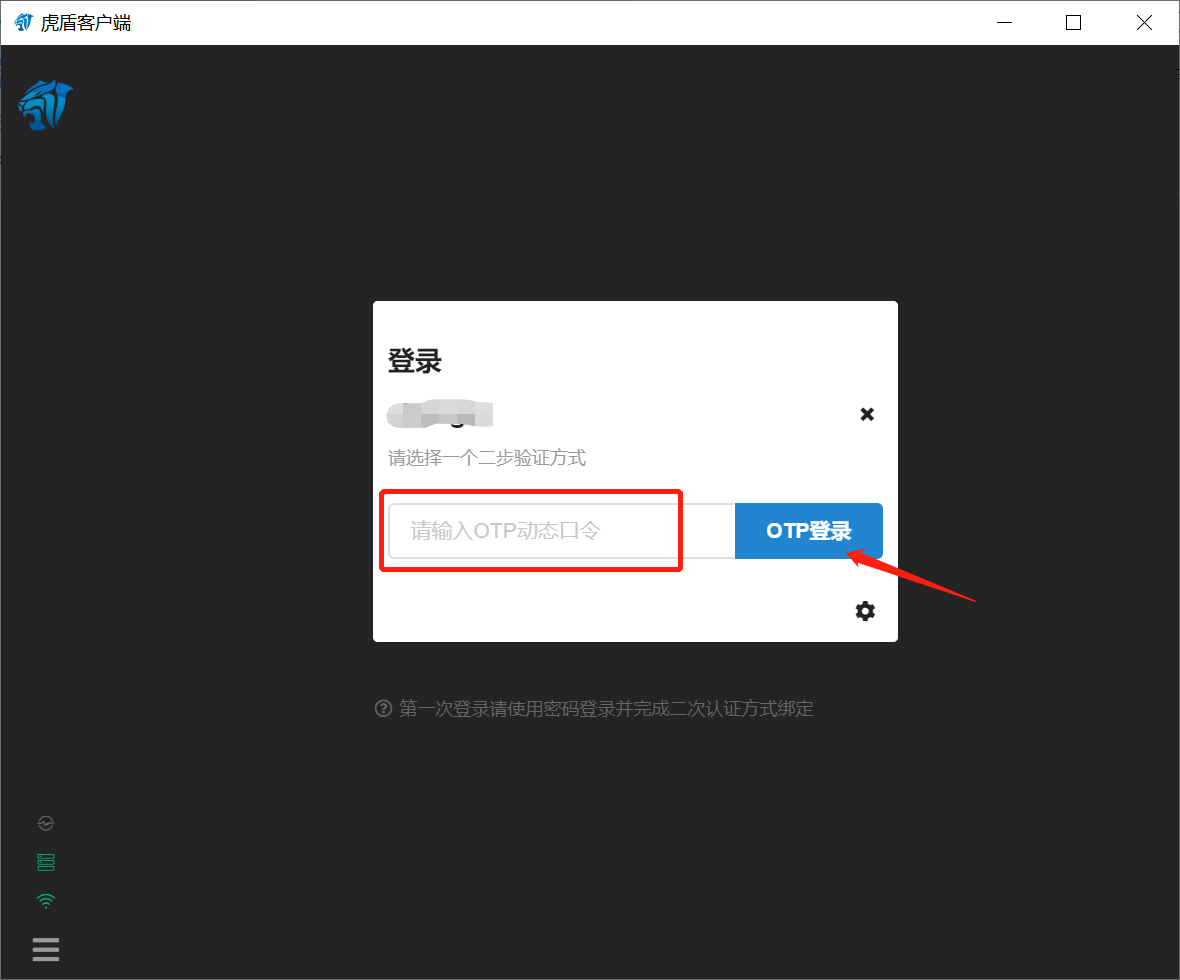 虎盾客户端
登录
请选择一个二步验证方式
请输入OTP动态口令
OTP登录
第一次登录请使用密码登录并完成二次认证方式绑定